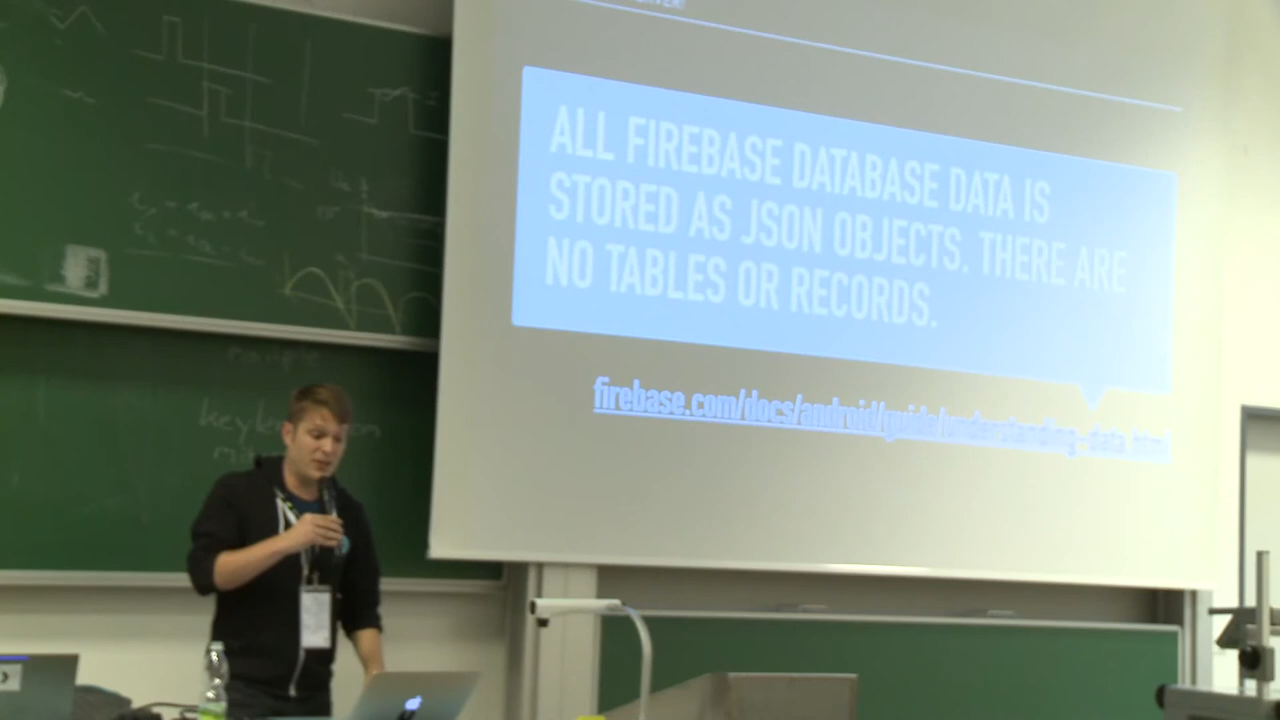 ALL FIREBASE DATABASE DATA IS
STORED AS JSON OBJECTS. THERE ARE
NO TABLES OR RECORDS.
firebase.com/docs/android/guide/understanding-data.html